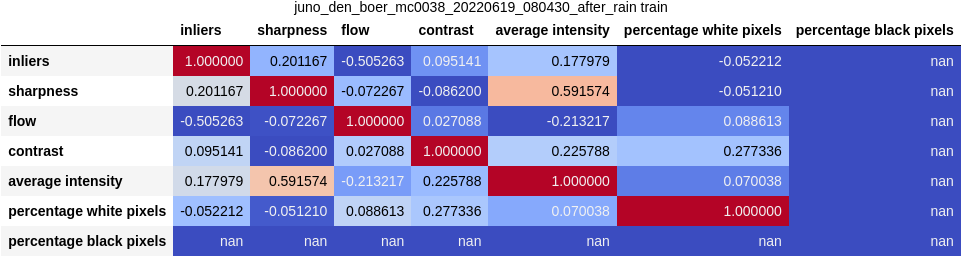 juno_den_boer_mc0038_20220619_080430_after_rain train
inliers sharpness flow contrast average intensity percentage white pixels percentage black pixels
inliers 1.000000 0.201167 -0.505263 0.095141 0.177979 -0.052212 nan
sharpness 0.201167 1.000000 -0.072267 -0.086200 0.591574 -0.051210 nan
flow -0.505263 -0.072267 1.000000 0.027088 -0.213217 0.088613 nan
contrast 0.095141 -0.086200 0.027088 1.000000 0.225788 0.277336 nan
average intensity 0.177979 0.591574 -0.213217 0.225788 1.000000 0.070038 nan
percentage white pixels -0.052212 -0.051210 0.088613 0.277336 0.070038 1.000000 nan
percentage black pixels nan nan nan nan nan nan nan